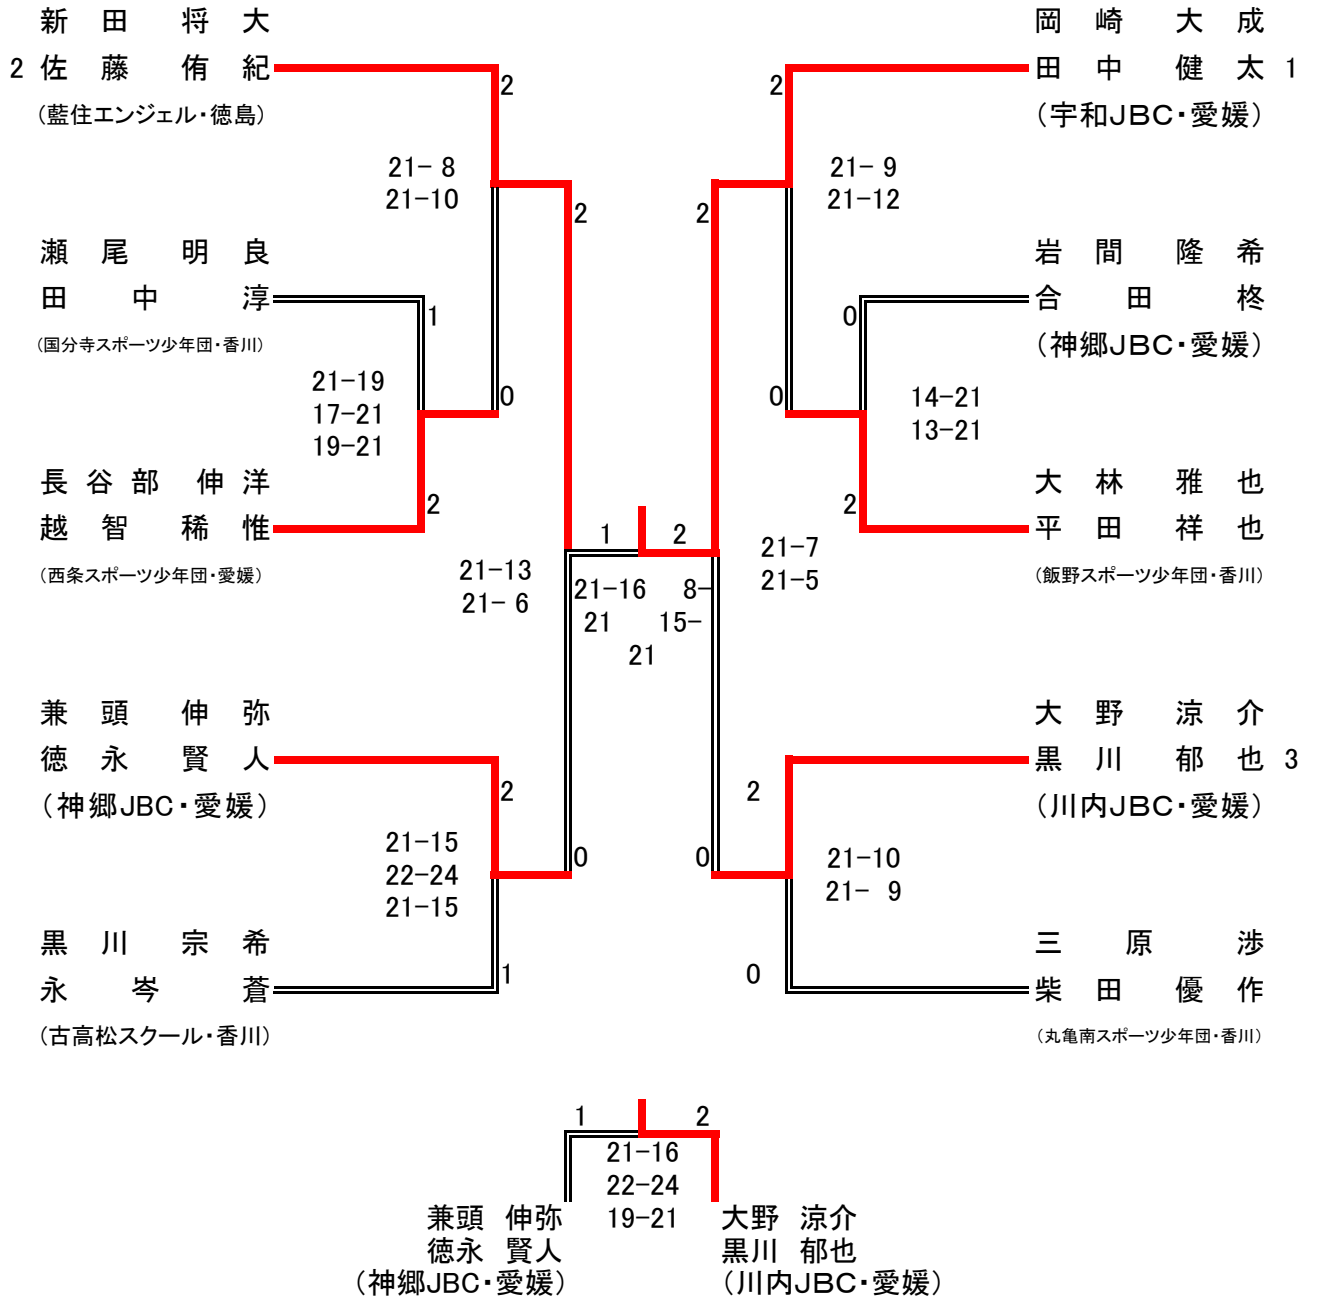 新田 将大
2 佐藤 侑紀
（藍住エンジェル・徳島）
2
21- 8
21-10
2
瀬尾 明良
田中 淳
（国分寺スポーツ少年団・香川）
1
21-19
17-21
19-21
0
長谷部 伸洋
越智 稀惟
（西条スポーツ少年団・愛媛）
2
21-13
21- 6
兼頭 伸弥
徳永 賢人
（神郷JBC・愛媛）
2
21-15
22-24
21-15
0
黒川 宗希
永岑 蒼
（古高松スクール・香川）
1
1 2
21-16 8-
21 15-
21
岡崎 大成
田中 健太 1
（宇和JBC・愛媛）
2
21- 9
21-12
2
岩間 隆希
合田 柊
（神郷JBC・愛媛）
0
14-21
13-21
0
大林 雅也
平田 祥也
（飯野スポーツ少年団・香川）
2
21-7
21-5
大野 涼介
黒川 郁也 3
（川内JBC・愛媛）
2
21-10
21- 9
0
三原 渉
柴田 優作
（丸亀南スポーツ少年団・香川）
0
1 2
21-16
22-24
19-21
兼頭 伸弥
徳永 賢人
（神郷JBC・愛媛）
大野 涼介
黒川 郁也
（川内JBC・愛媛）